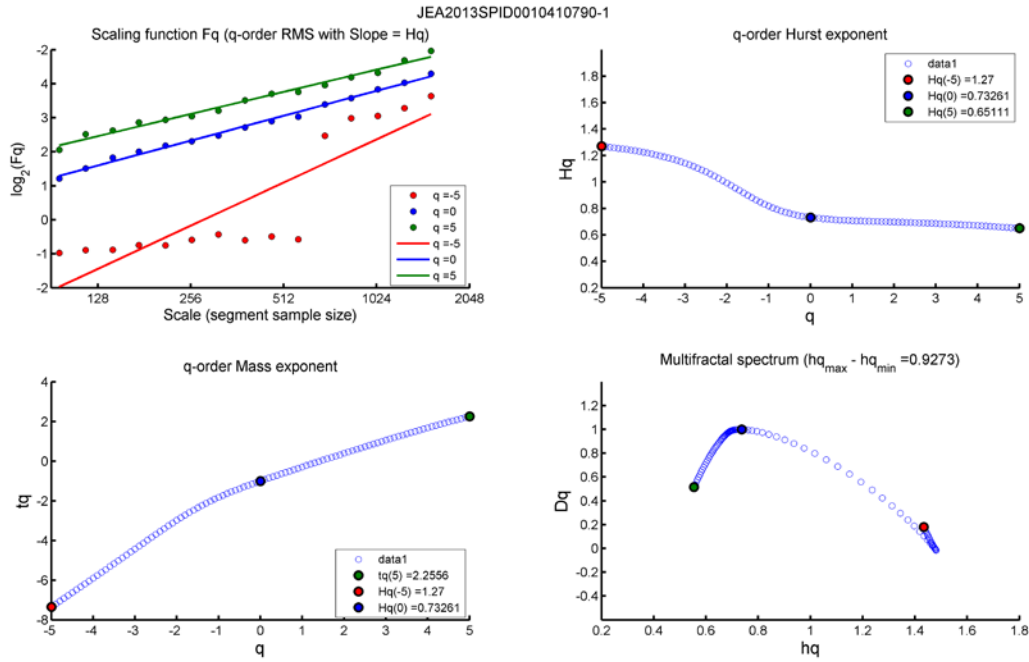 JEA2013SPID0010410790-1
Scaling function Fq (q-order RMS with Slope = Hq)
-2
4
3
2
1
0
-1
-2
log2(Fq)
q =-5
q =0
q =5
q =-5
q =0
q =5
128 256 512 1024 2048
Scale (segment sample size)
q-order Hurst exponent
1.8
1.6
1.4
1.2
1
0.8
0.6
0.4
0.2
Hq
data1
Hq(-5) =1.27
Hq(0) =0.73261
Hq(5) =0.65111
-5 -4 -3 -2 -1 0 1 2 3 4 5
q
q-order Mass exponent
4
2
0
-2
-4
-6
-8
tq
data1
tq(5) =2.2556
Hq(-5) =1.27
Hq(0) =0.73261
-5 -4 -3 -2 -1 0 1 2 3 4 5
q
Multifractal spectrum (hqmax - hqmin =0.9273)
1.2
1
0.8
0.6
0.4
0.2
0
-0.2
-0.4
Dq
0.2 0.4 0.6 0.8 1 1.2 1.4 1.6 1.8
hq